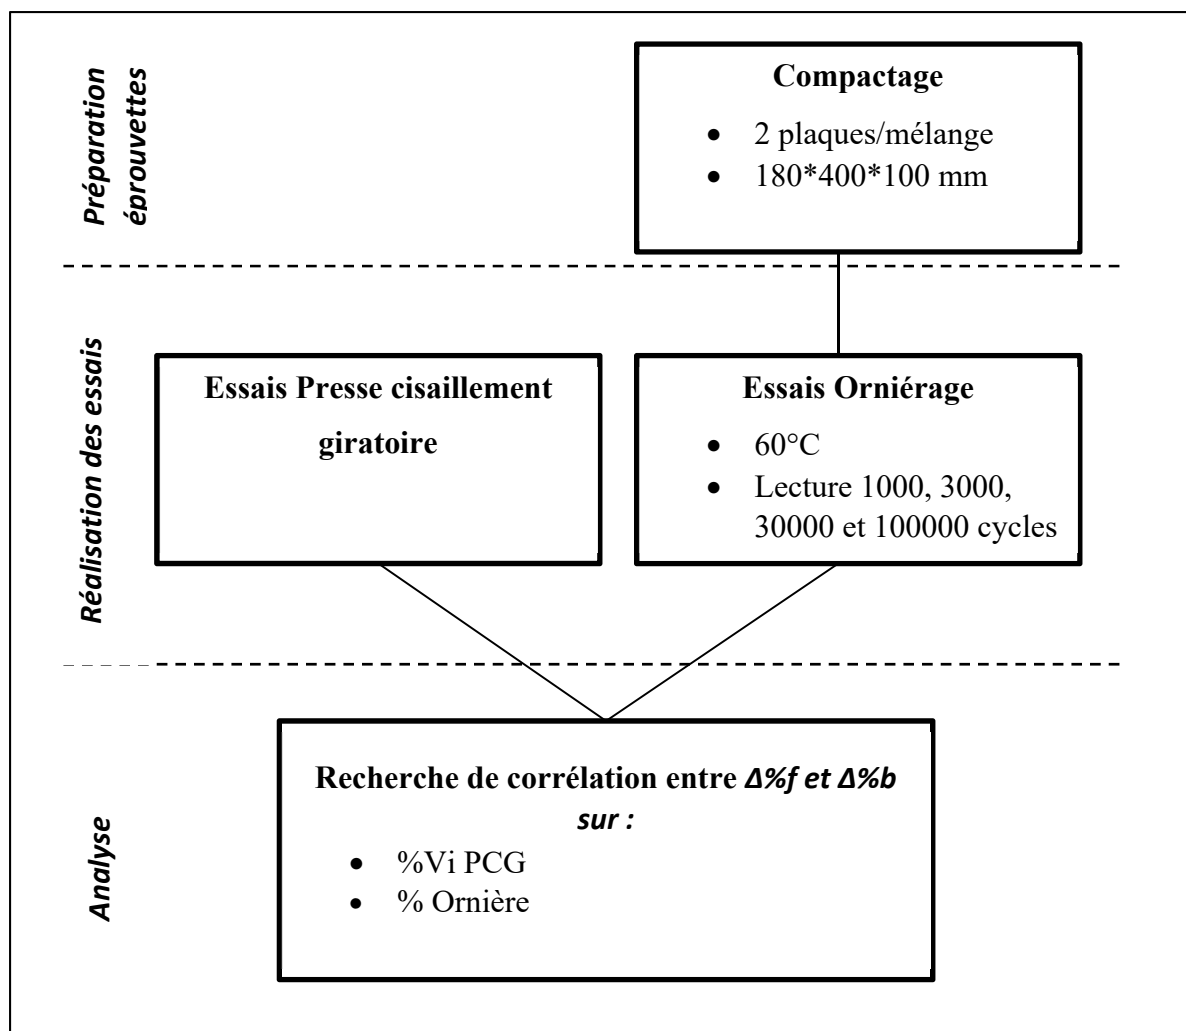 Préparation
éprouvettes
Compactage
• 2 plaques/mélange
• 180*400*100 mm
Réalisation des essais
Essais Presse cisaillement
giratoire
Essais Orniérage
• 60°C
• Lecture 1000, 3000,
30000 et 100000 cycles
Analyse
Recherche de corrélation entre Δ%f et Δ%b
sur :
• %Vi PCG
• % Ornière